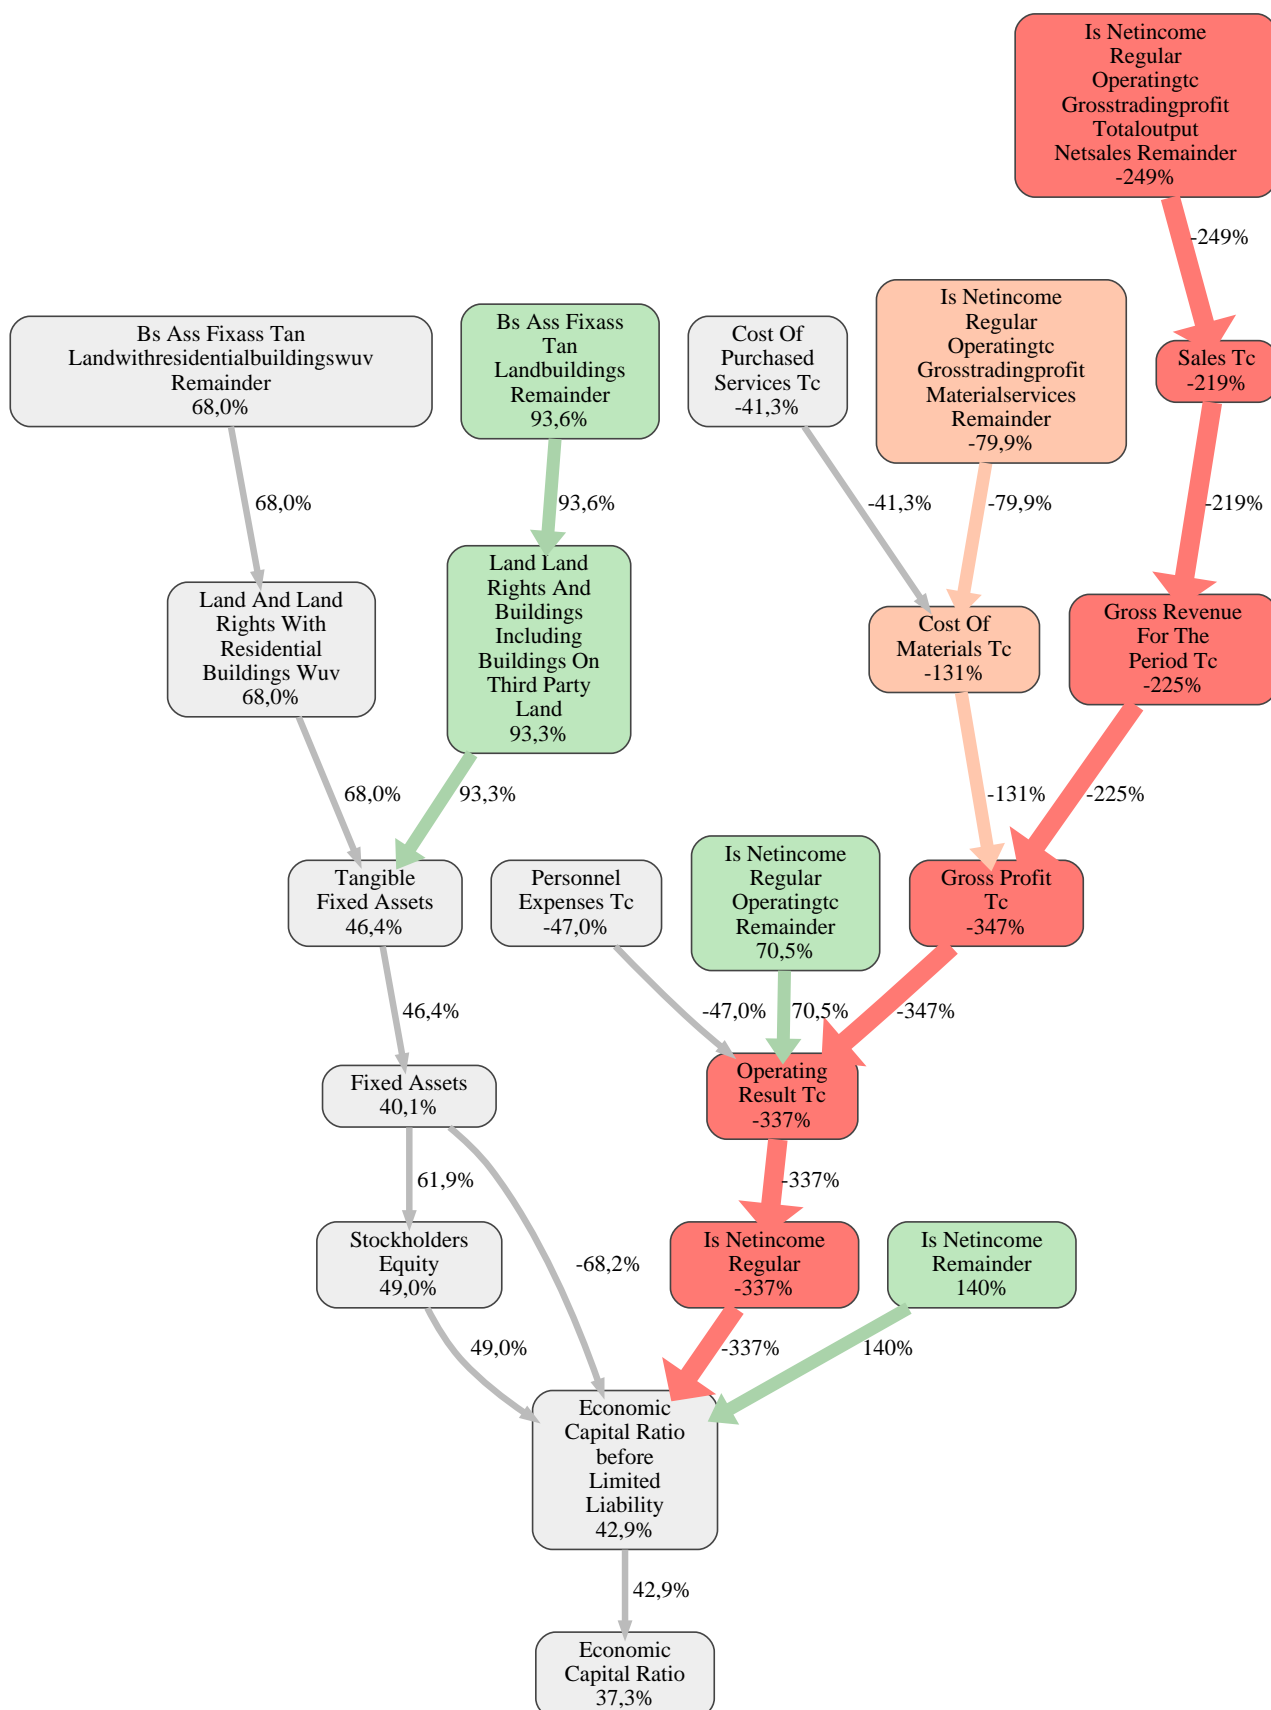 Is Netincome
Regular
Operatingtc
Grosstradingprofit
Totaloutput
Netsales Remainder
-249%
-249%
Bs Ass Fixass Tan
Landwithresidentialbuildingswuv
Remainder
68,0%
Bs Ass Fixass
Tan
Landbuildings
Remainder
93,6%
Cost Of
Purchased
Services Tc
-41,3%
Is Netincome
Regular
Operatingtc
Grosstradingprofit
Materialservices
Remainder
-79,9%
Sales Tc
-219%
68,0%
93,6%
-41,3%
-79,9%
-219%
Land And Land
Rights With
Residential
Buildings Wuv
68,0%
Land Land
Rights And
Buildings
Including
Buildings On
Third Party
Land
93,3%
Cost Of
Materials Tc
-131%
Gross Revenue
For The
Period Tc
-225%
68,0%
93,3%
-131%
-225%
Tangible
Fixed Assets
46,4%
Personnel
Expenses Tc
-47,0%
Is Netincome
Regular
Operatingtc
Remainder
70,5%
Gross Profit
Tc
-347%
46,4%
-47,0%
70,5%
-347%
Fixed Assets
40,1%
Operating
Result Tc
-337%
61,9%
-68,2%
-337%
Stockholders
Equity
49,0%
Is Netincome
Regular
-337%
Is Netincome
Remainder
140%
49,0%
-337%
140%
Economic
Capital Ratio
before
Limited
Liability
42,9%
42,9%
Economic
Capital Ratio
37,3%